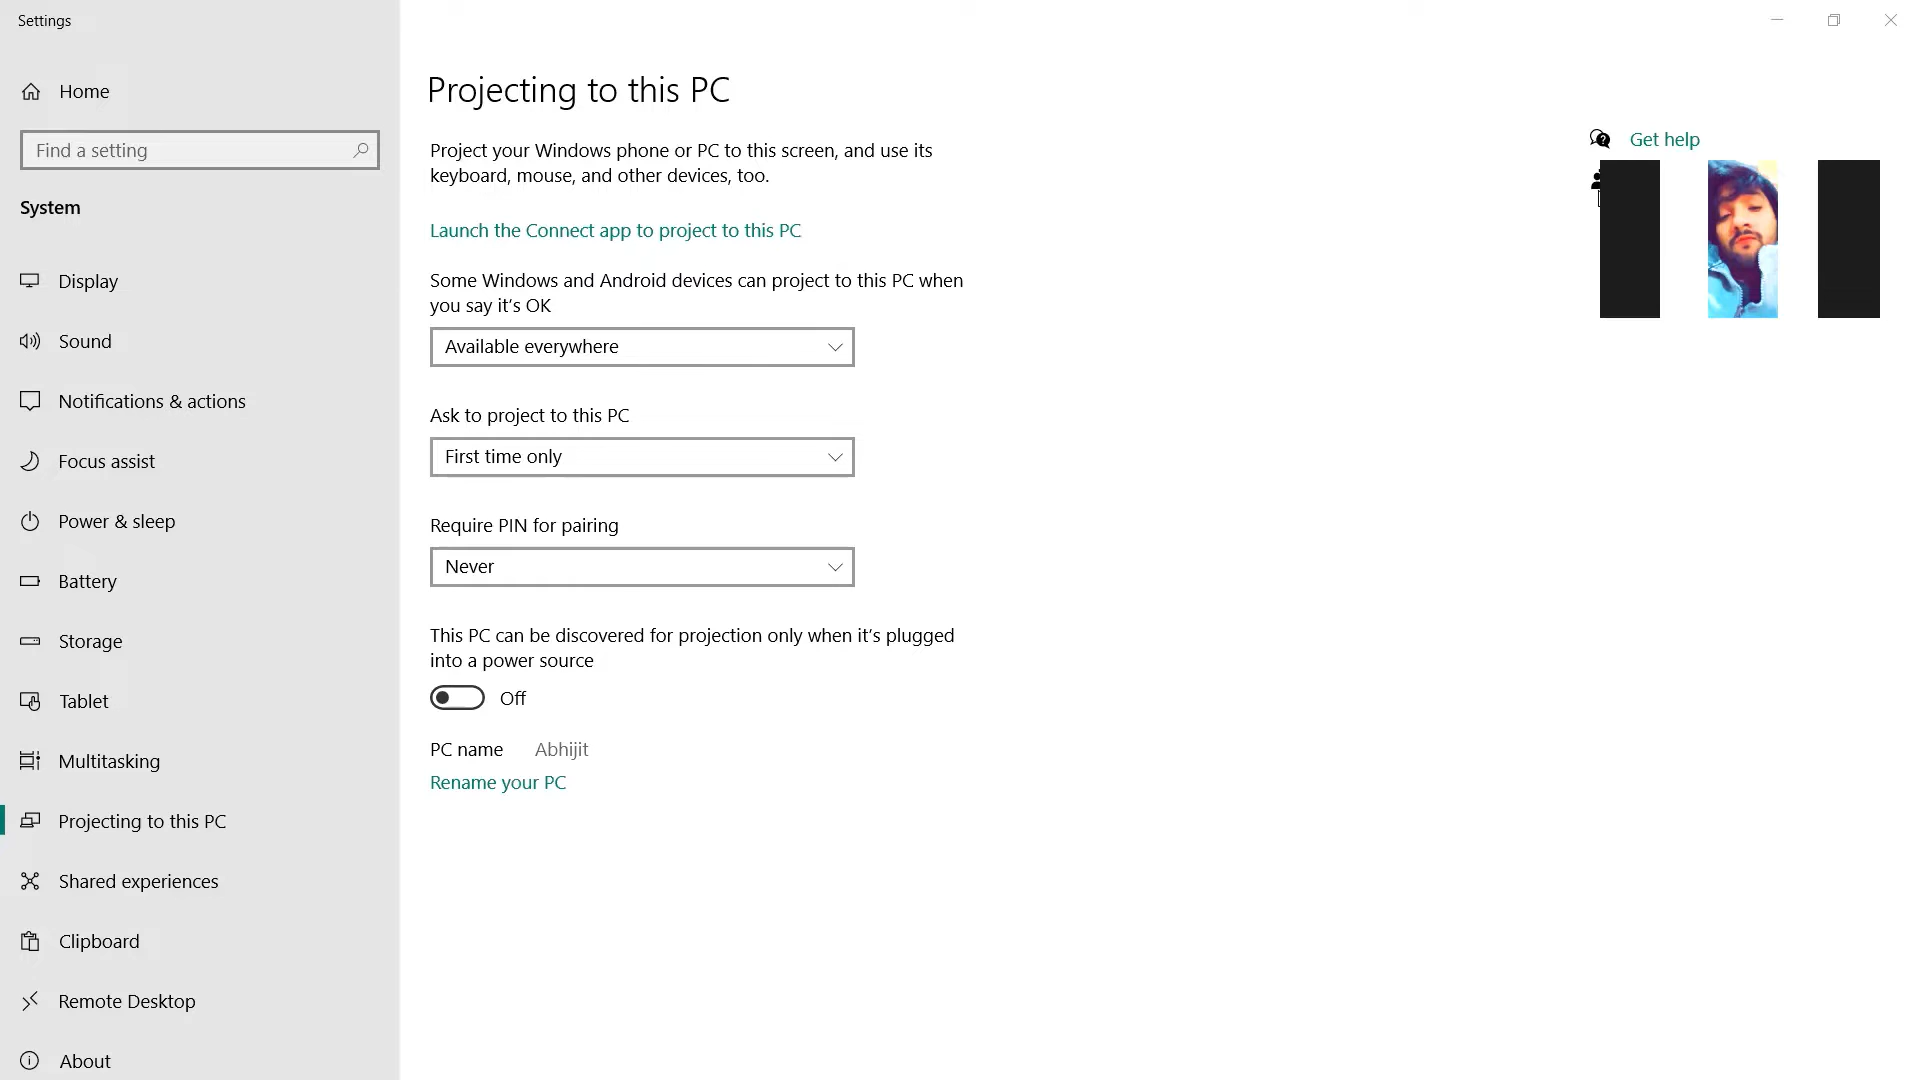 Settings
Home
Find a setting
System
Display
Sound
Notifications & actions
Focus assist
Power & sleep
Battery
Storage
Tablet
Multitasking
Projecting to this PC
Shared experiences
Clipboard
Remote Desktop
About
Projecting to this PC
Project your Windows phone or PC to this screen, and use its
keyboard, mouse, and other devices, too.
Launch the Connect app to project to this PC
Some Windows and Android devices can project to this PC when
you say it’s OK
Available everywhere
Ask to project to this PC
First time only
Require PIN for pairing
Never
This PC can be discovered for projection only when it’s plugged
into a power source
Off
PC name Abhijit
Rename your PC
Get help